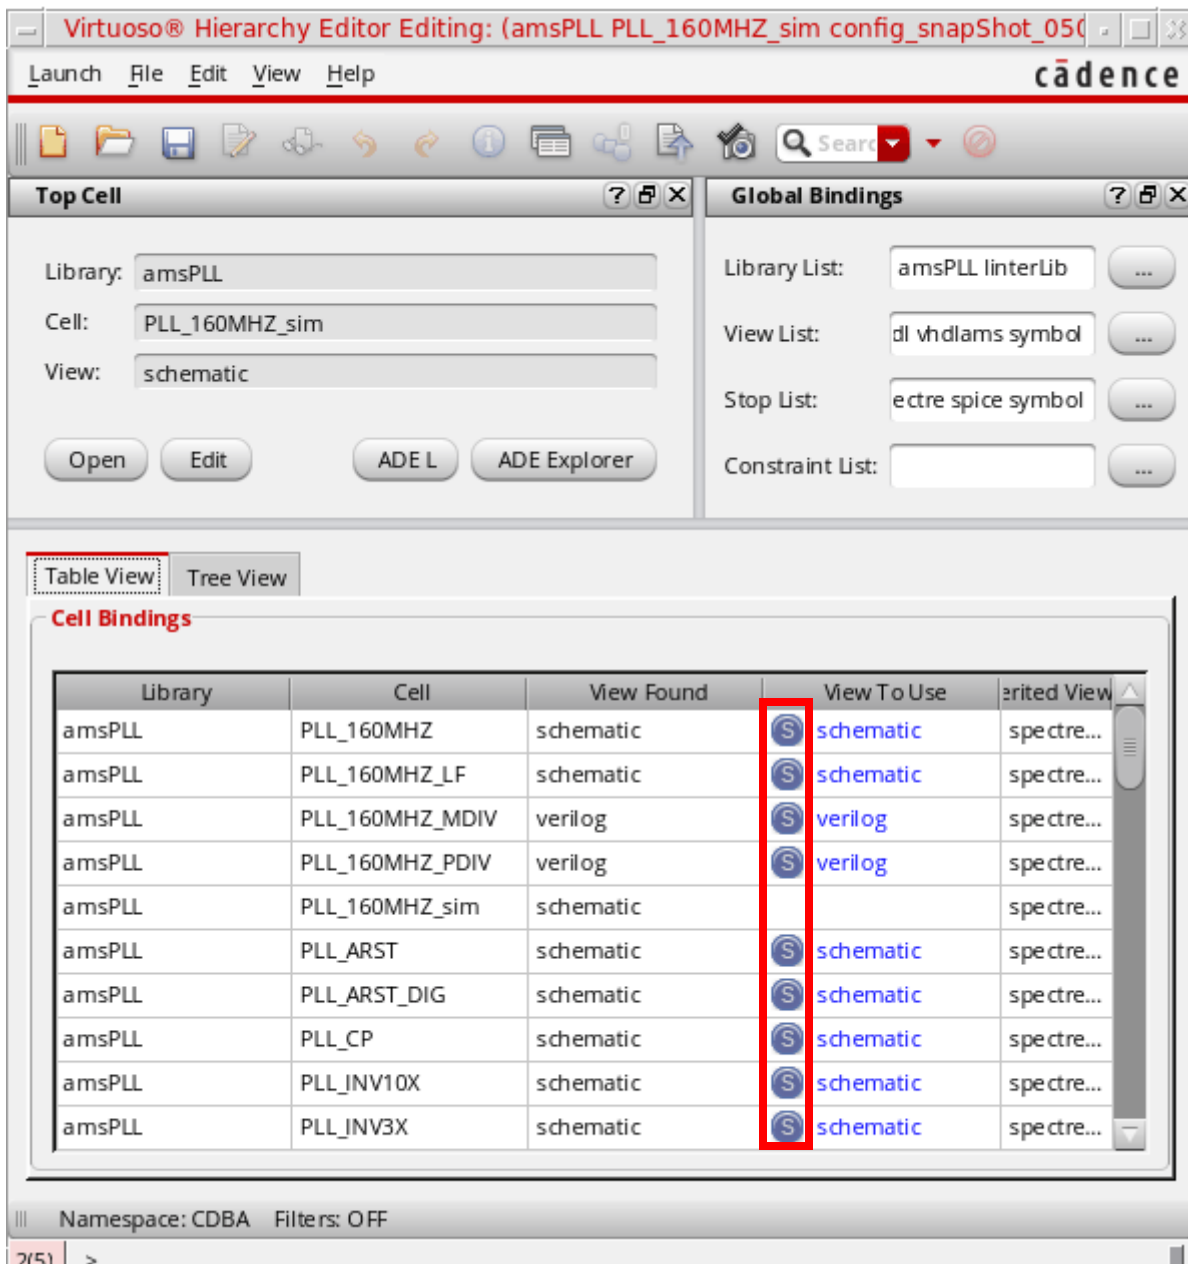 Virtuoso® Hierarchy Editor Editing: (amsPLL PLL_160MHZ_sim config_snapShot_050
Launch File Edit View Help
cādence
Searc
Top Cell
Library: amsPLL
Cell: PLL_160MHZ_sim
View: schematic
Open Edit ADE L ADE Explorer
Global Bindings
Library List: amsPLL linterLib ...
View List: dl vhdlams symbol ...
Stop List: ectre spice symbol ...
Constraint List: ...
Table View Tree View
Cell Bindings
Library Cell View Found View To Use erited View
amsPLL PLL_160MHZ schematic S schematic spectre...
amsPLL PLL_160MHZ_LF schematic S schematic spectre...
amsPLL PLL_160MHZ_MDIV verilog S verilog spectre...
amsPLL PLL_160MHZ_PDIV verilog S verilog spectre...
amsPLL PLL_160MHZ_sim schematic spectre...
amsPLL PLL_ARST schematic S schematic spectre...
amsPLL PLL_ARST_DIG schematic S schematic spectre...
amsPLL PLL_CP schematic S schematic spectre...
amsPLL PLL_INV10X schematic S schematic spectre...
amsPLL PLL_INV3X schematic S schematic spectre...
Namespace: CDBA Filters: OFF
2(5) >